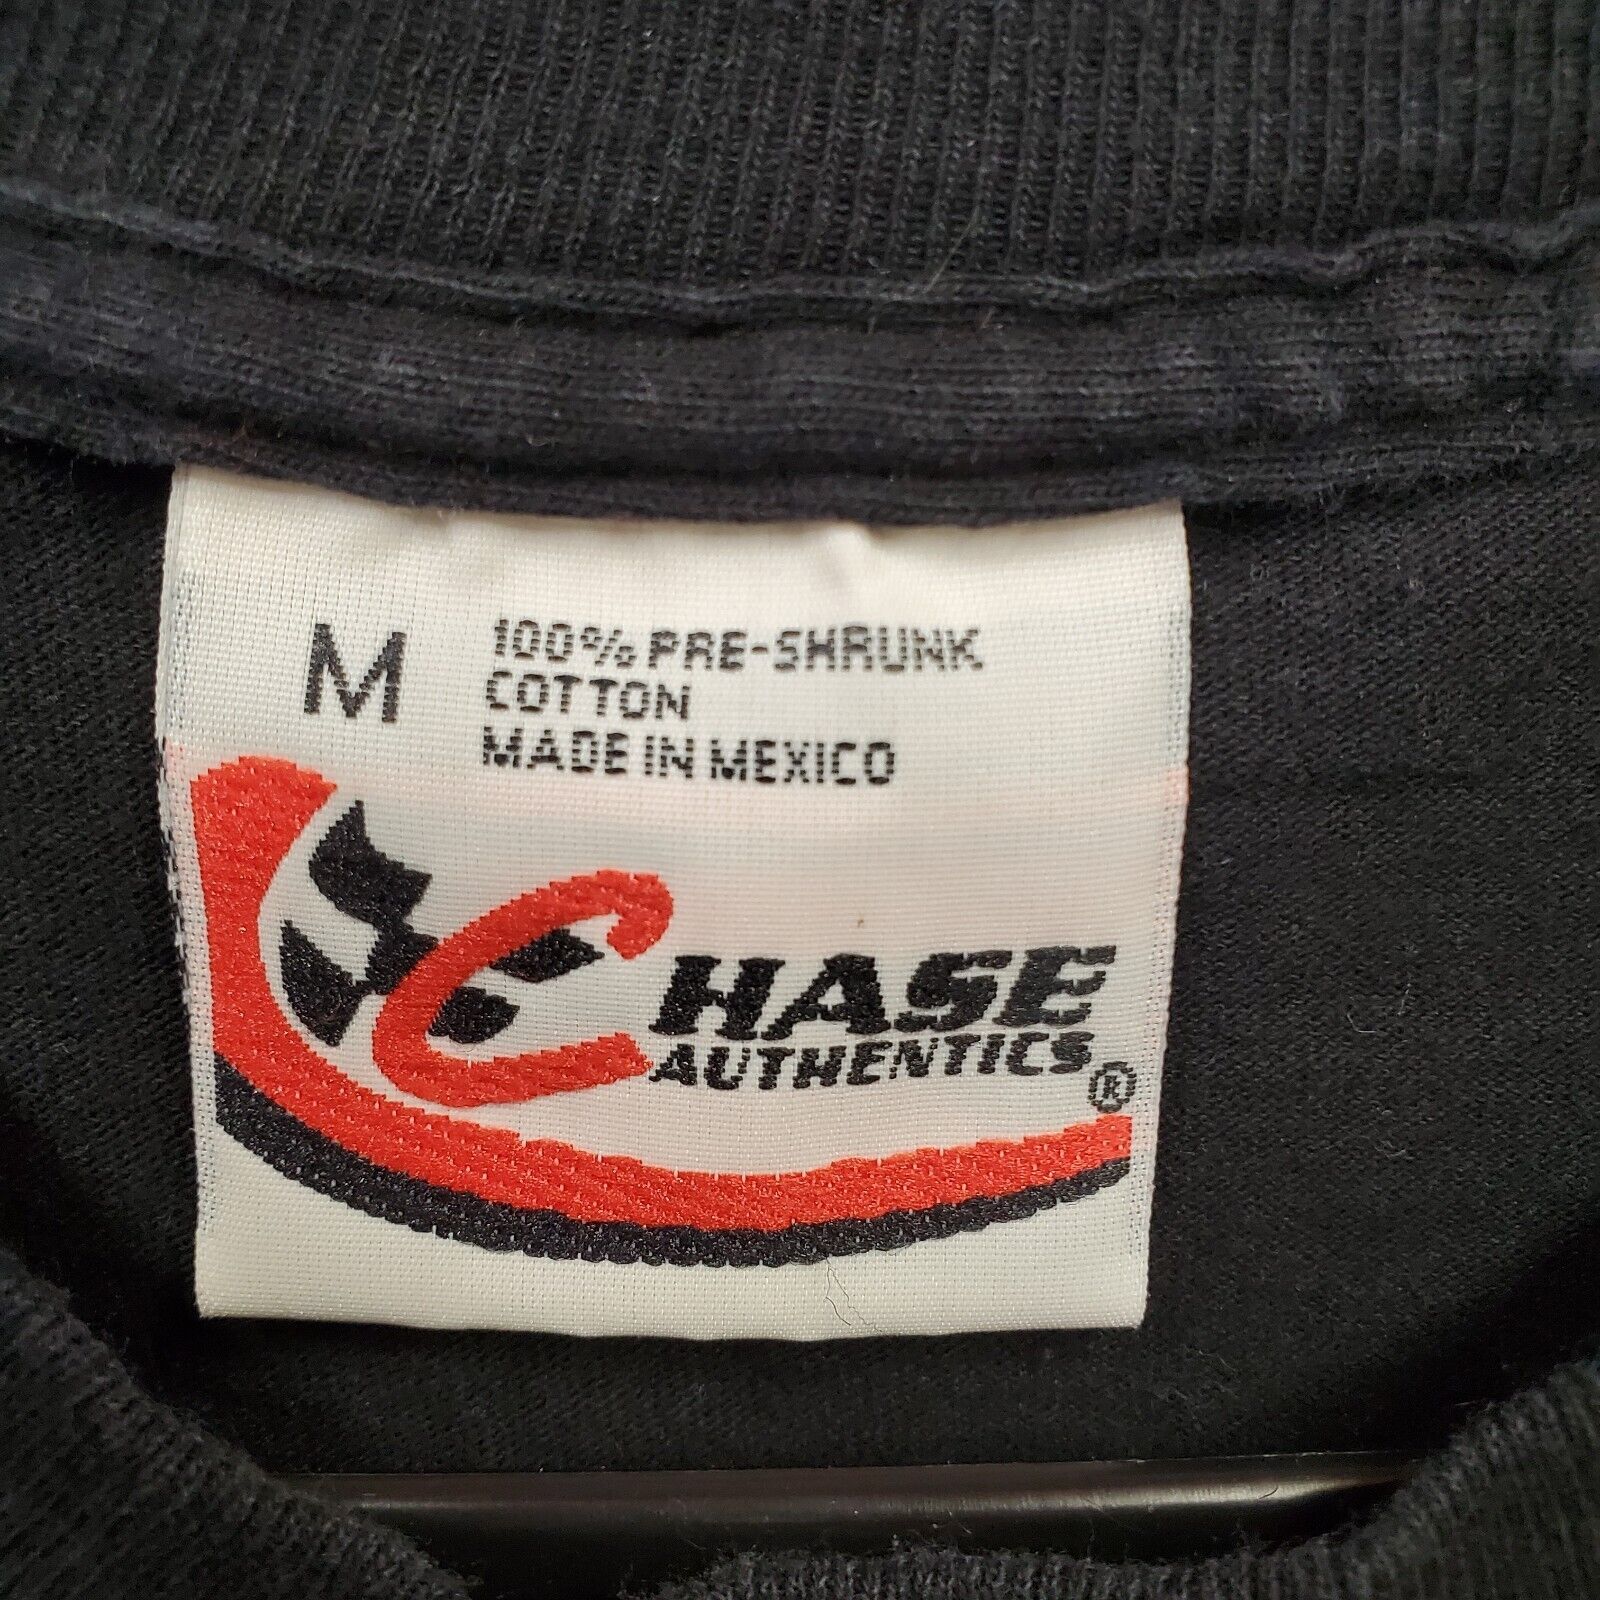 M
100% PRE-SHRUNK
COTTON
MADE IN MEXICO
CHASE
AUTHENTICS®